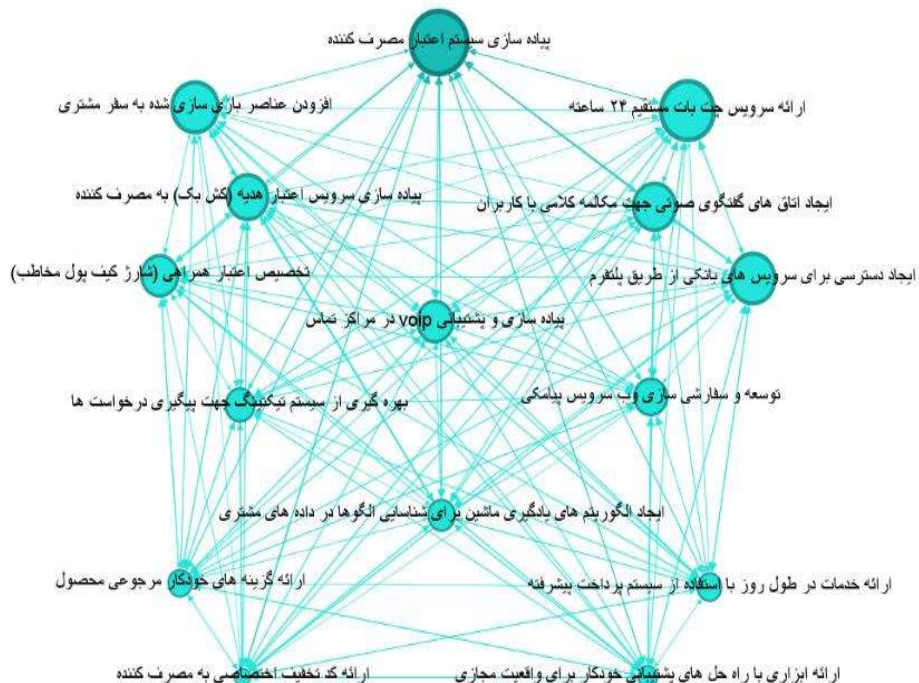 پیاده سازی سیستم اعتبار مصرف کننده
افزودن عناصر بازی سازی شده به سفر مشتری
ارائه سرویس چت بات مستقیم ۲۴ ساعته
پیاده سازی سرویس اعتبار هدیه (کش بک) به مصرف کننده
ایجاد اتاق های گفتگوی صوتی جهت مکالمه کلامی با کاربران
تخصیص اعتبار همراهی (شارژ کیف پول مخاطب)
ایجاد دسترسی برای سرویس های بانکی از طریق پلتفرم
پیاده سازی و پشتیبانی voip در مراکز تماس
بهره گیری از سیستم تیکتینگ جهت پیگیری درخواست ها
توسعه و سفارشی سازی وب سرویس پیامکی
ایجاد الگوریتم های یادگیری ماشین برای شناسایی الگوها در داده های مشتری
ارائه گزینه های خودکار مرجوعی محصول
ارائه خدمات در طول روز با استفاده از سیستم پرداخت پیشرفته
ارائه کد تخفیف اختصاصی به مصرف کننده
ارائه ابزاری با راه حل های پشتیبانی خودکار برای واقعیت مجازی